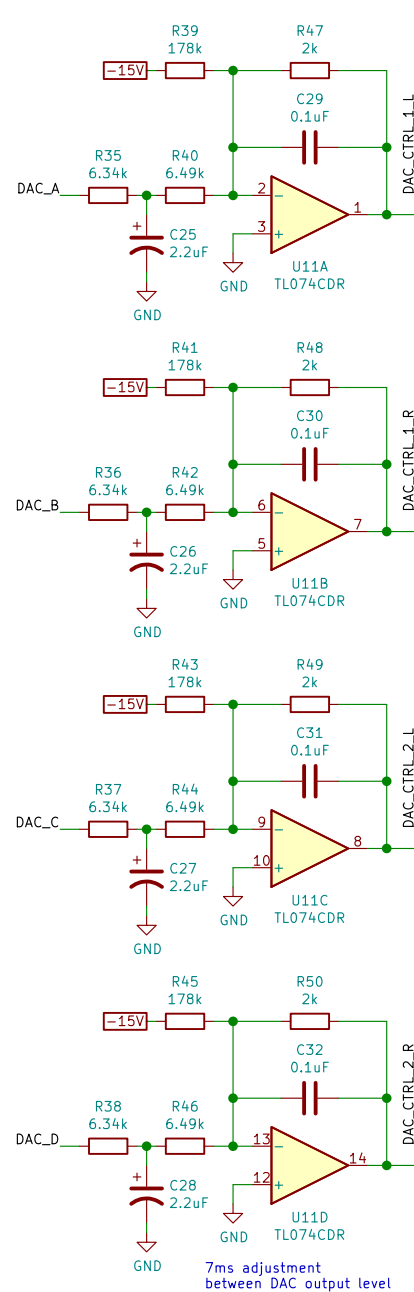 R39
178k
-15V
R47
2k
C29
0.1uF
DAC_CTRL_1_L
R35
6.34k
R40
6.49k
DAC_A
2
-
1
3
+
+
C25
2.2uF
GND
U11A
TL074CDR
GND
R41
178k
-15V
R48
2k
C30
0.1uF
DAC_CTRL_1_R
R36
6.34k
R42
6.49k
DAC_B
6
-
7
5
+
+
C26
2.2uF
GND
U11B
TL074CDR
GND
R43
178k
-15V
R49
2k
C31
0.1uF
DAC_CTRL_2_L
R37
6.34k
R44
6.49k
DAC_C
9
-
8
10
+
+
C27
2.2uF
GND
U11C
TL074CDR
GND
R45
178k
-15V
R50
2k
C32
0.1uF
DAC_CTRL_2_R
R38
6.34k
R46
6.49k
DAC_D
13
-
14
12
+
+
C28
2.2uF
GND
U11D
TL074CDR
GND
7ms adjustment
between DAC output level